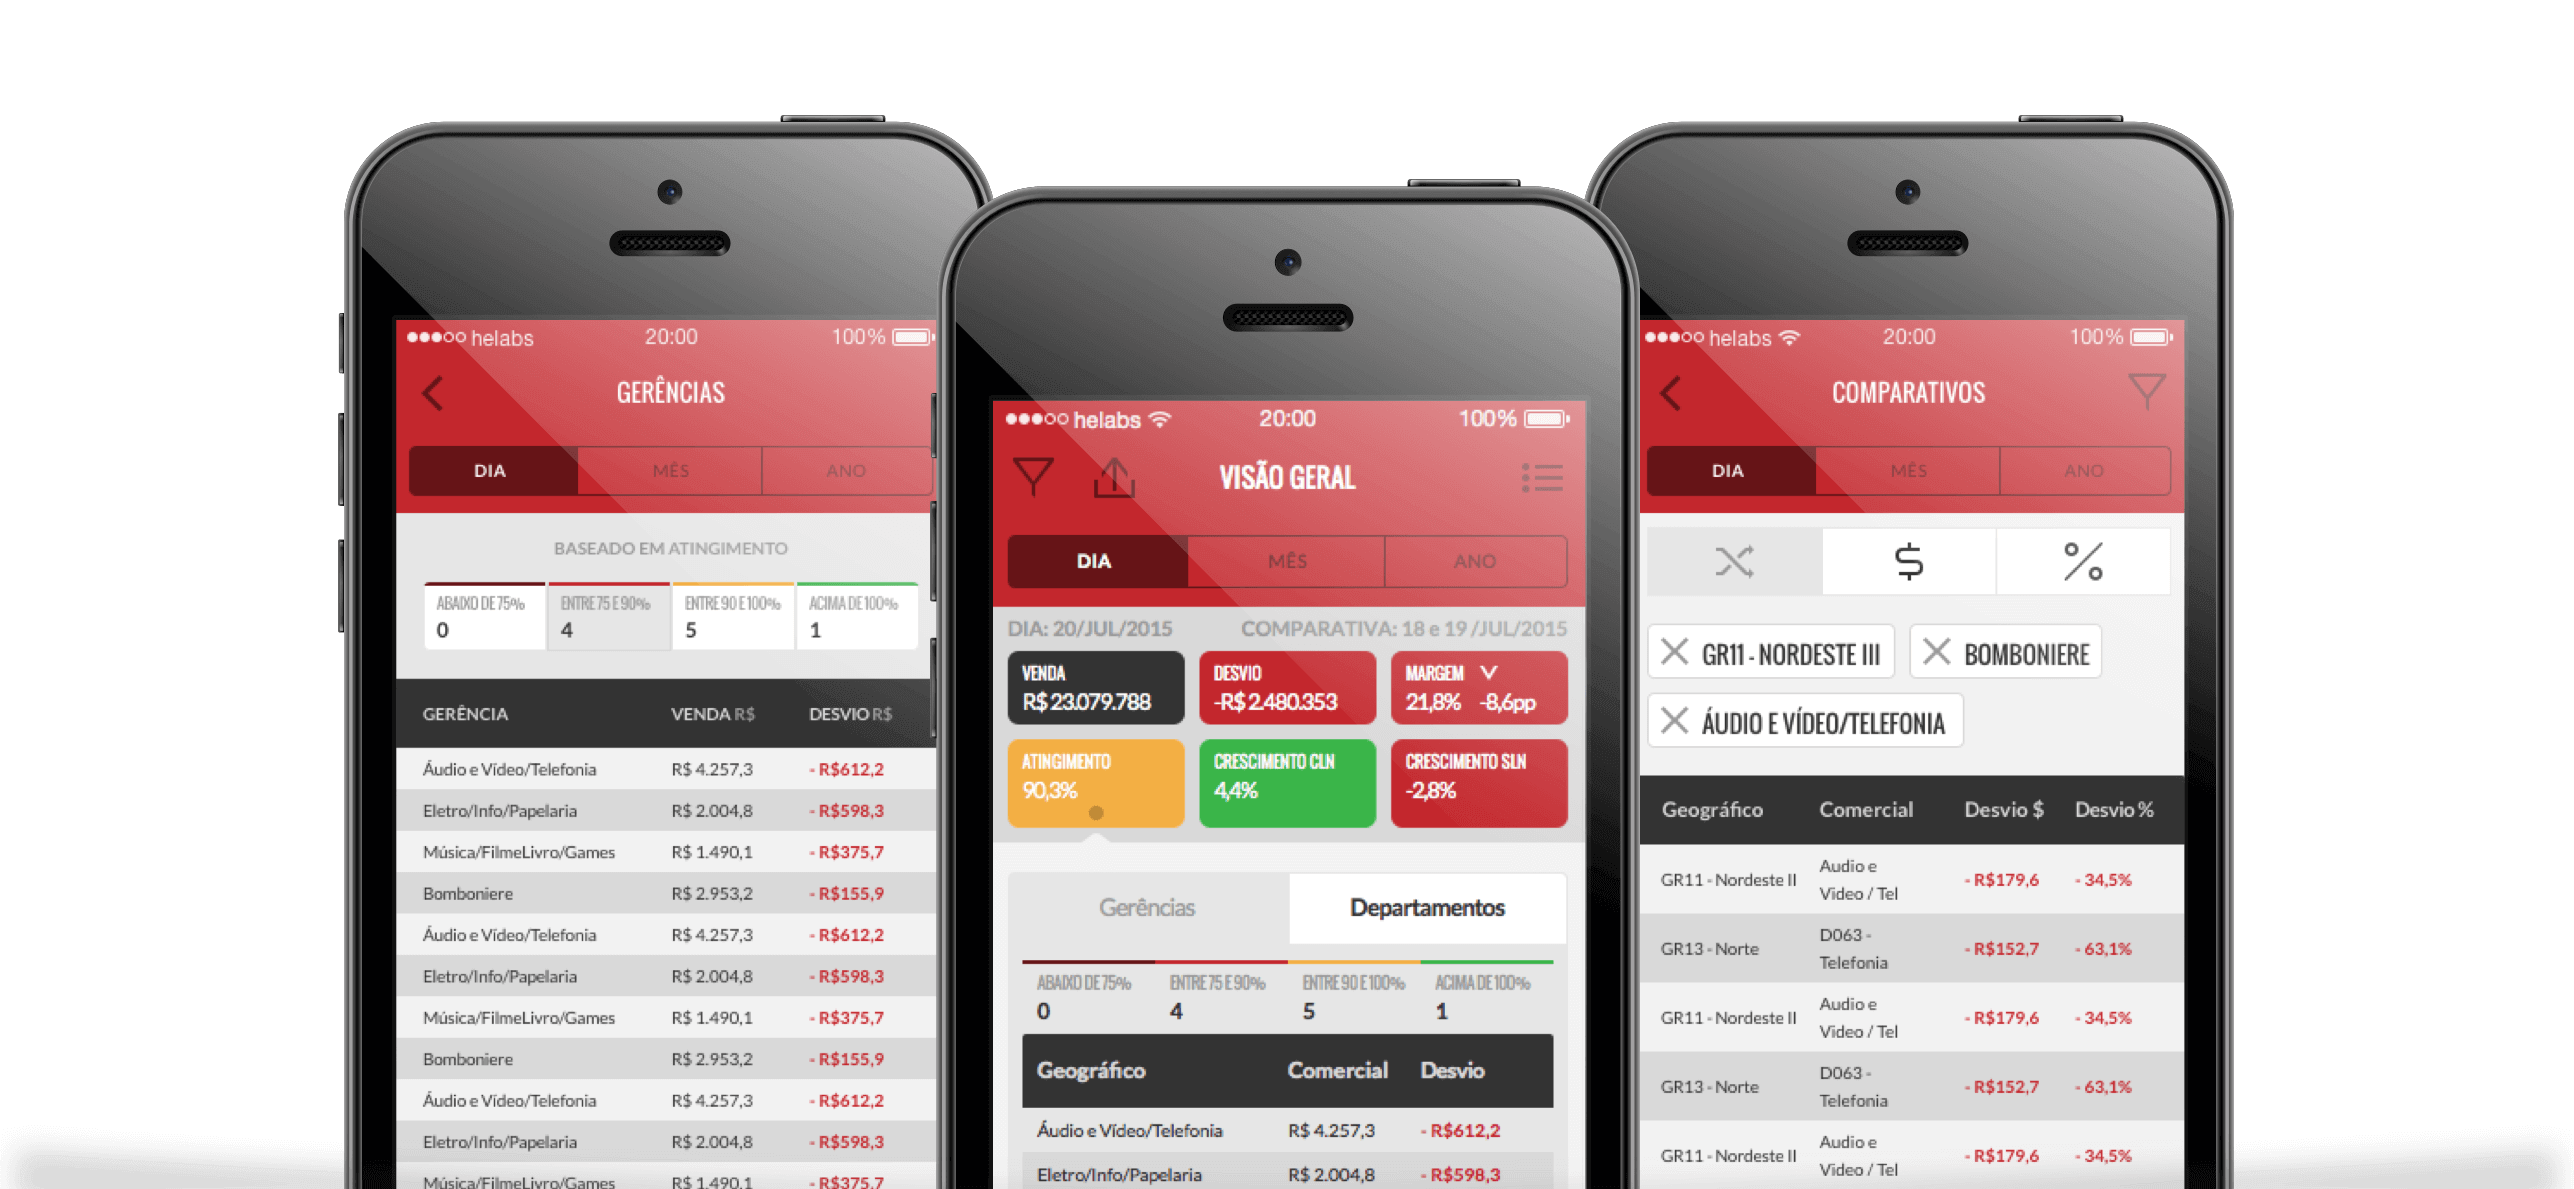 helabs 20:00 100%
GERÊNCIAS
DIA MÊS ANO
BASEADO EM ATINGIMENTO
ABAIXO DE 75% ENTRE 75 E 90% ENTRE 90 E 100% ACIMA DE 100%
0 4 5 1
GERÊNCIA VENDA R$ DESVIO R$
Áudio e Vídeo/Telefonia R$ 4.257,3 - R$612,2
Eletro/Info/Papelaria R$ 2.004,8 - R$598,3
Música/FilmeLivro/Games R$ 1.490,1 - R$375,7
Bomboniere R$ 2.953,2 - R$155,9
Áudio e Vídeo/Telefonia R$ 4.257,3 - R$612,2
Eletro/Info/Papelaria R$ 2.004,8 - R$598,3
Música/FilmeLivro/Games R$ 1.490,1 - R$375,7
Bomboniere R$ 2.953,2 - R$155,9
Áudio e Vídeo/Telefonia R$ 4.257,3 - R$612,2
Eletro/Info/Papelaria R$ 2.004,8 - R$598,3
Música/FilmeLivro/Games R$ 1.490,1 - R$375,7
helabs 20:00 100%
VISÃO GERAL
DIA MÊS ANO
DIA: 20/JUL/2015 COMPARATIVA: 18 e 19 /JUL/2015
VENDA DESVIO MARGEM
R$ 23.079.788 -R$ 2.480.353 21,8% -8,6pp
ATINGIMENTO CRESCIMENTO CLN CRESCIMENTO SLN
90,3% 4,4% -2,8%
Gerências Departamentos
ABAIXO DE 75% ENTRE 75 E 90% ENTRE 90 E 100% ACIMA DE 100%
0 4 5 1
Geográfico Comercial Desvio
Áudio e Vídeo/Telefonia R$ 4.257,3 - R$612,2
Eletro/Info/Papelaria R$ 2.004,8 - R$598,3
helabs 20:00 100%
COMPARATIVOS
DIA MÊS ANO
$ %
GR11 - NORDESTE III BOMBONIERE
ÁUDIO E VÍDEO/TELEFONIA
Geográfico Comercial Desvio $ Desvio %
GR11 - Nordeste II Audio e Video / Tel - R$179,6 - 34,5%
GR13 - Norte D063 - Telefonia - R$152,7 - 63,1%
GR11 - Nordeste II Audio e Video / Tel - R$179,6 - 34,5%
GR13 - Norte D063 - Telefonia - R$152,7 - 63,1%
GR11 - Nordeste II Audio e Video / Tel - R$179,6 - 34,5%